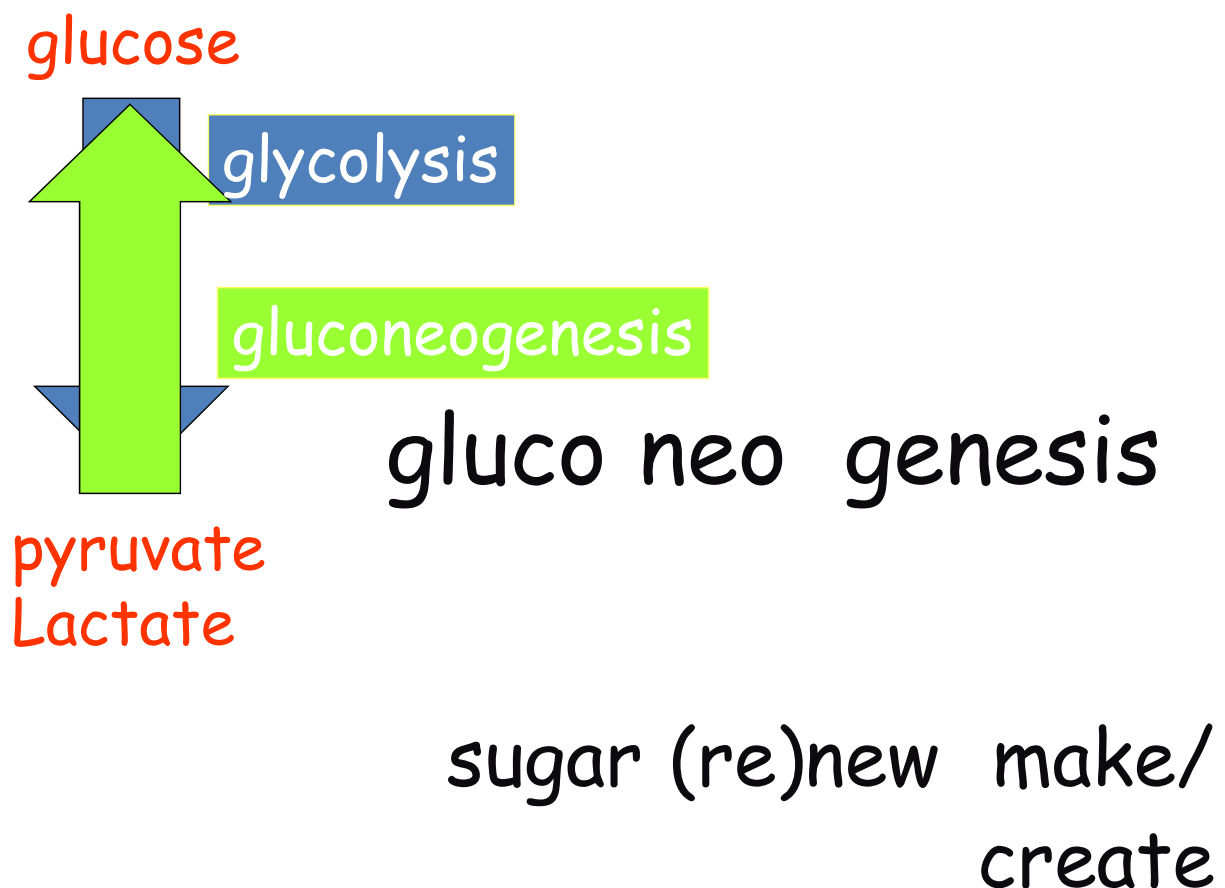 glucose
glycolysis
gluconeogenesis
gluco neo genesis
pyruvate
Lactate
sugar (re)new make/
create